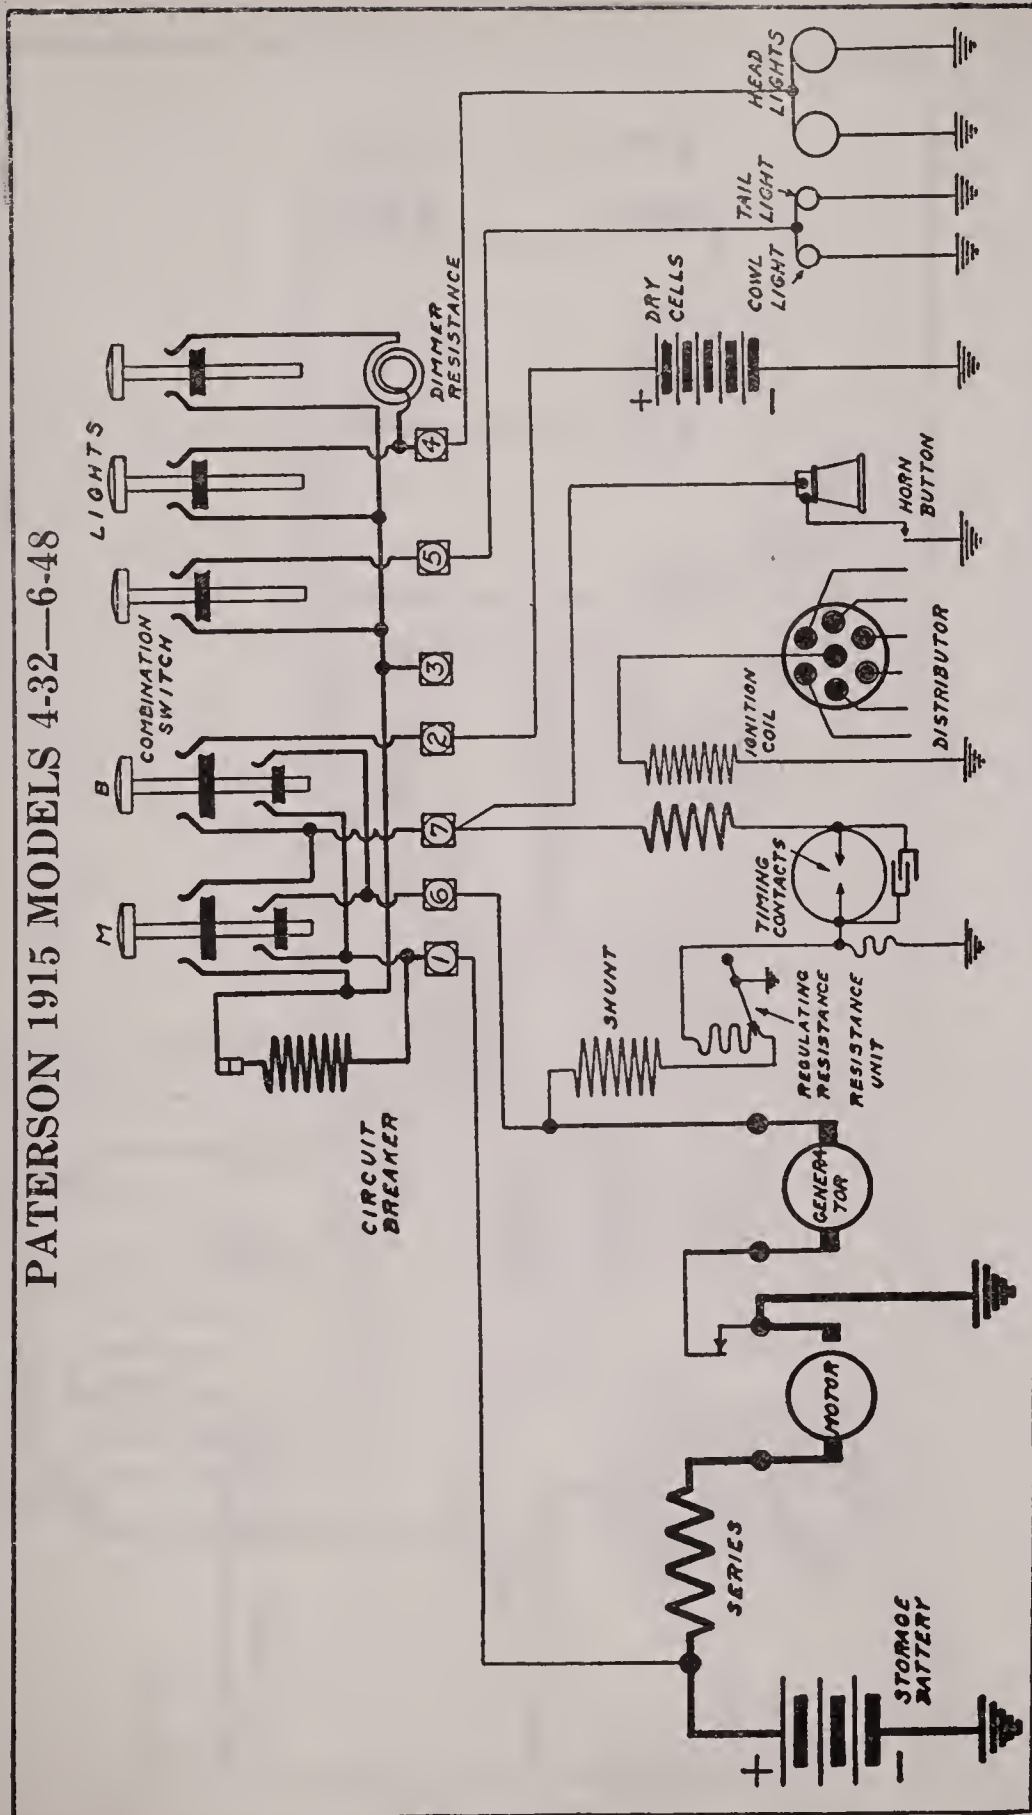 PATERSON 1915 MODELS 4-32—6-48
M
B
COMBINATION
SWITCH
LIGHTS
CIRCUIT
BREAKER
1
6
7
2
3
5
4
DIMMER
RESISTANCE
SHUNT
REGULATING
RESISTANCE
RESISTANCE
UNIT
TIMING
CONTACTS
IGNITION
COIL
DISTRIBUTOR
HORN
BUTTON
+
DRY
CELLS
-
COWL
LIGHT
TAIL
LIGHT
HEAD
LIGHTS
+
STORAGE
BATTERY
-
SERIES
MOTOR
GENERA
TOR